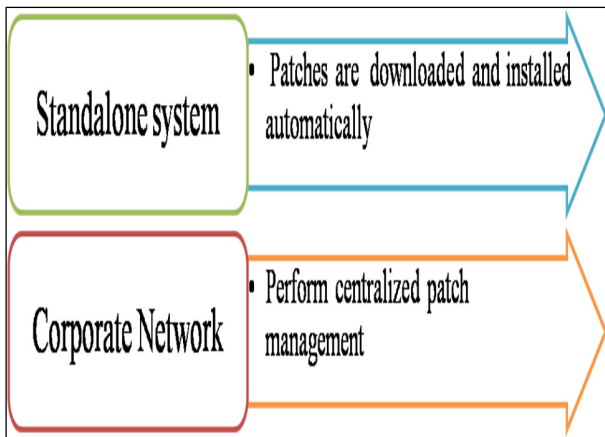 Standalone system
• Patches are downloaded and installed
automatically
Corporate Network
• Perform centralized patch
management